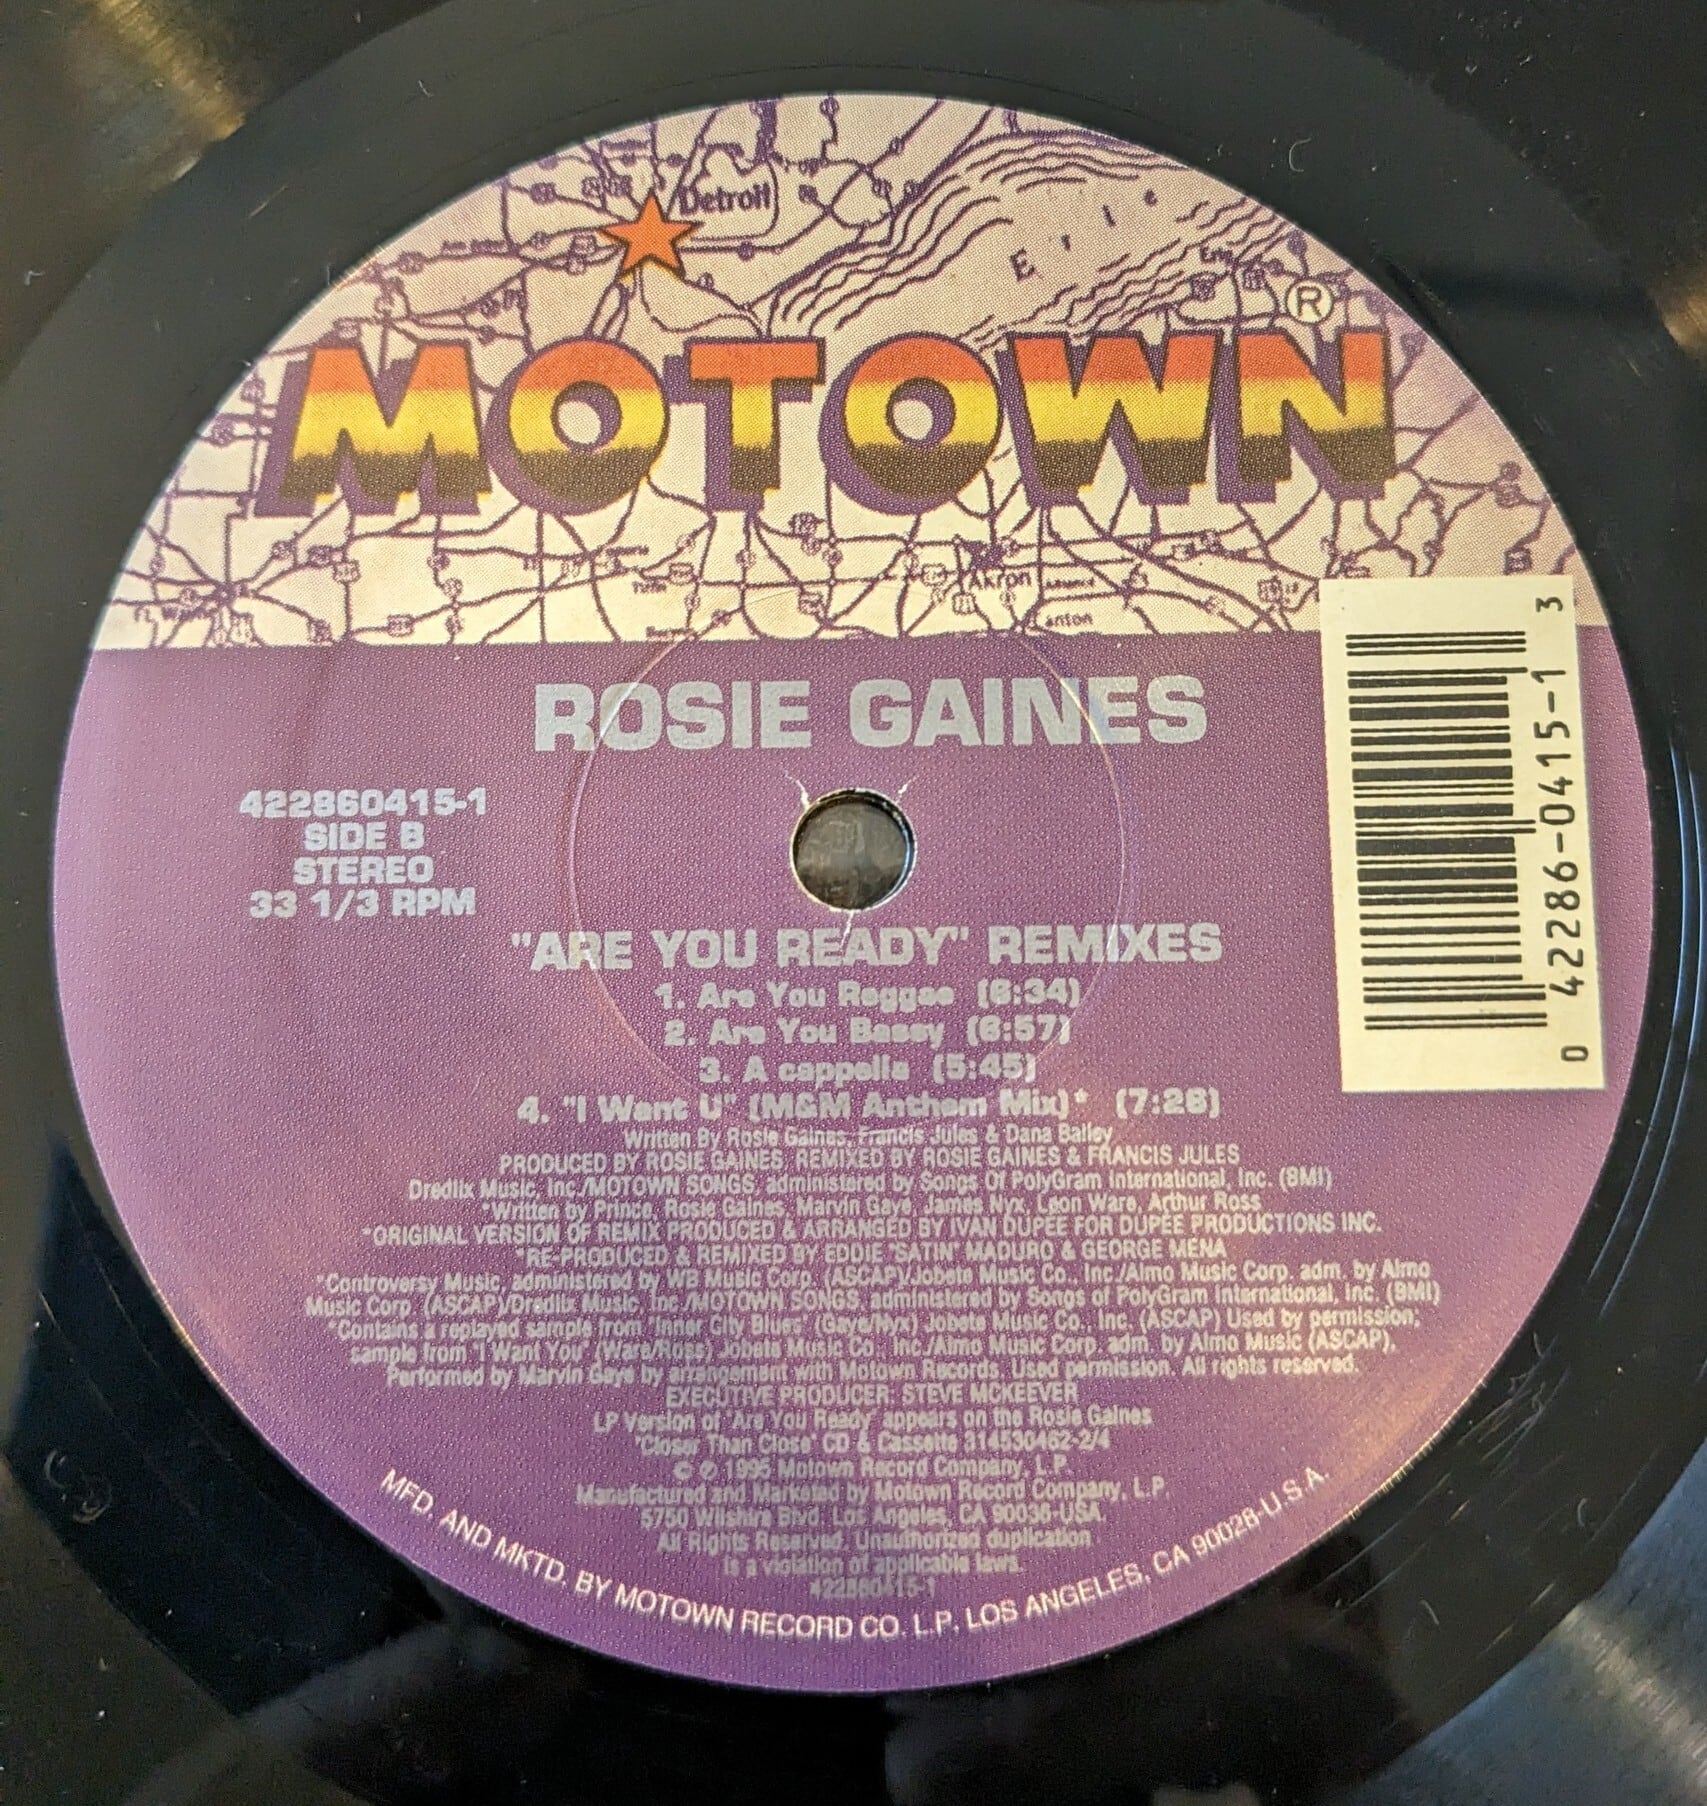 Detroit
Erie
MOTOWN
®
Akron
Canton
ROSIE GAINES
422860415-1
SIDE B
STEREO
33 1/3 RPM
0 42286-0415-1 3
"ARE YOU READY" REMIXES
1. Are You Reggae (6:34)
2. Are You Bassy (6:57)
3. A cappella (5:45)
4. "I Want U" (M&M Anthem Mix)* (7:28)
Written By Rosie Gaines, Francis Jules & Dana Bailey
PRODUCED BY ROSIE GAINES, REMIXED BY ROSIE GAINES & FRANCIS JULES
Dredlix Music, Inc./MOTOWN SONGS, administered by Songs Of PolyGram International, Inc. (BMI)
*Written by Prince, Rosie Gaines, Marvin Gaye, James Nyx, Leon Ware, Arthur Ross
*ORIGINAL VERSION OF REMIX PRODUCED & ARRANGED BY IVAN DUPEE FOR DUPEE PRODUCTIONS INC.
*RE-PRODUCED & REMIXED BY EDDIE "SATIN" MADURO & GEORGE MENA
*Controversy Music, administered by WB Music Corp. (ASCAP)/Jobete Music Co., Inc./Almo Music Corp. adm. by Almo
Music Corp. (ASCAP)/Dredlix Music, Inc./MOTOWN SONGS, administered by Songs of PolyGram International, Inc. (BMI)
*Contains a replayed sample from "Inner City Blues" (Gaye/Nyx) Jobete Music Co., Inc. (ASCAP) Used by permission;
sample from "I Want You" (Ware/Ross) Jobete Music Co., Inc./Almo Music Corp. adm. by Almo Music (ASCAP),
Performed by Marvin Gaye by arrangement with Motown Records. Used permission. All rights reserved.
EXECUTIVE PRODUCER: STEVE MCKEEVER
LP Version of "Are You Ready" appears on the Rosie Gaines
"Closer Than Close" CD & Cassette 314530462-2/4
© ℗ 1995 Motown Record Company, L.P.
Manufactured and Marketed by Motown Record Company, L.P.
5750 Wilshire Blvd. Los Angeles, CA 90036-USA.
All Rights Reserved. Unauthorized duplication
is a violation of applicable laws.
422860415-1
MFD. AND MKTD. BY MOTOWN RECORD CO. L.P. LOS ANGELES, CA 90028-U.S.A.